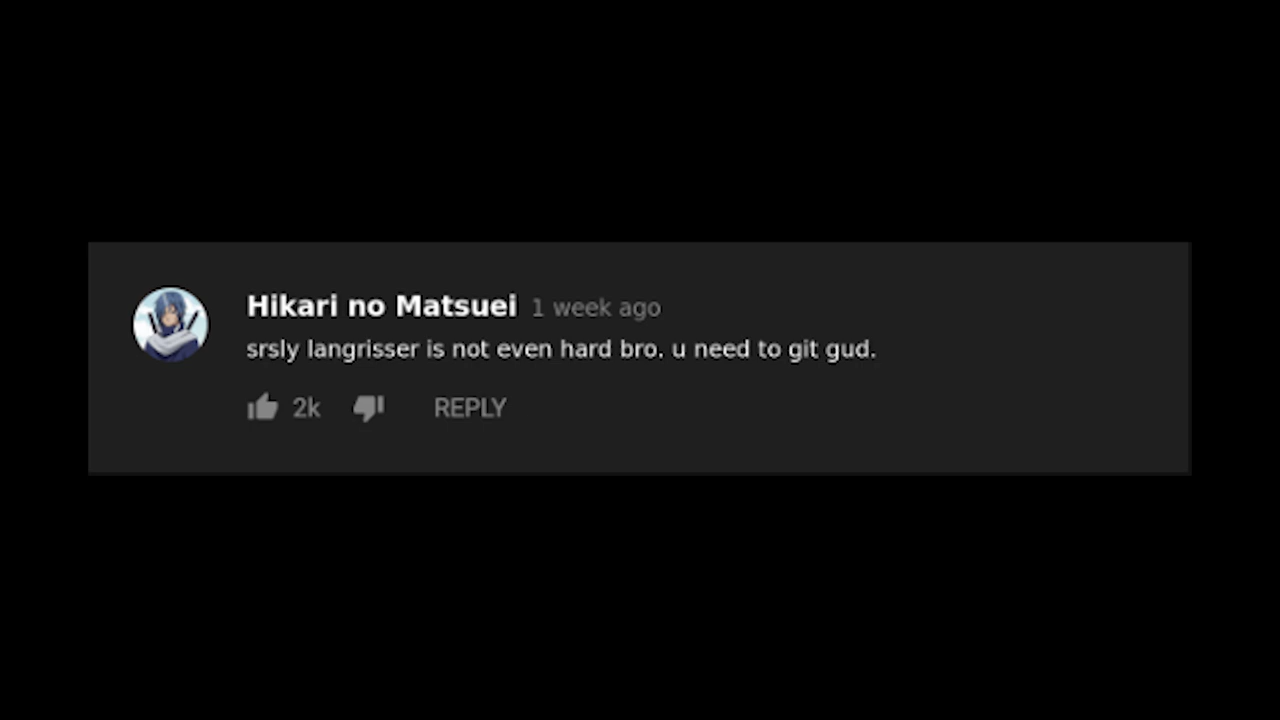 Hikari no Matsuei 1 week ago
srsly langrisser is not even hard bro. u need to git gud.
2k REPLY